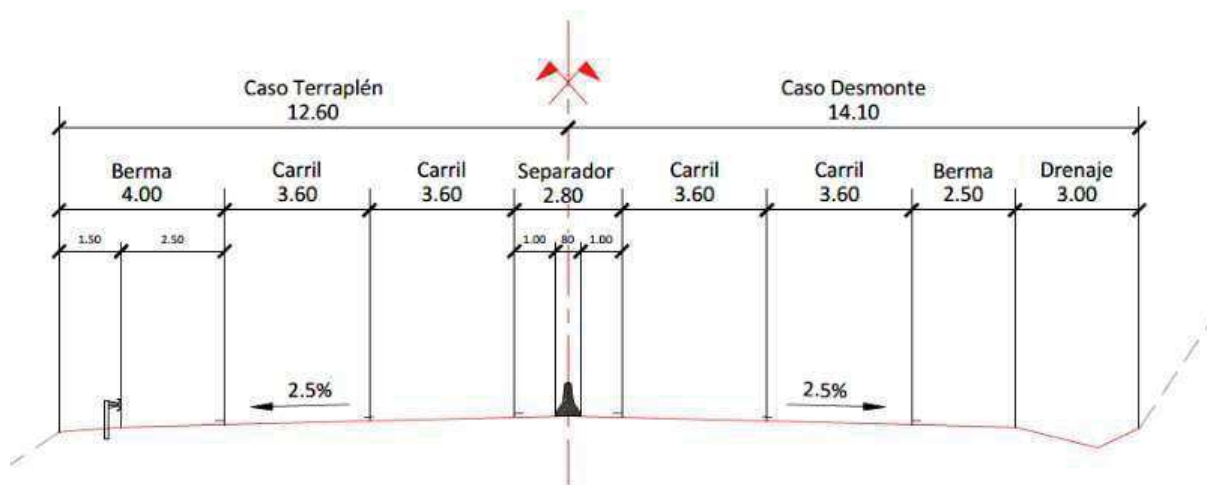 Caso Terraplén
12.60
Caso Desmonte
14.10
Berma
4.00
Carril
3.60
Carril
3.60
Separador
2.80
Carril
3.60
Carril
3.60
Berma
2.50
Drenaje
3.00
1.50
2.50
1.00
80
1.00
2.5%
2.5%